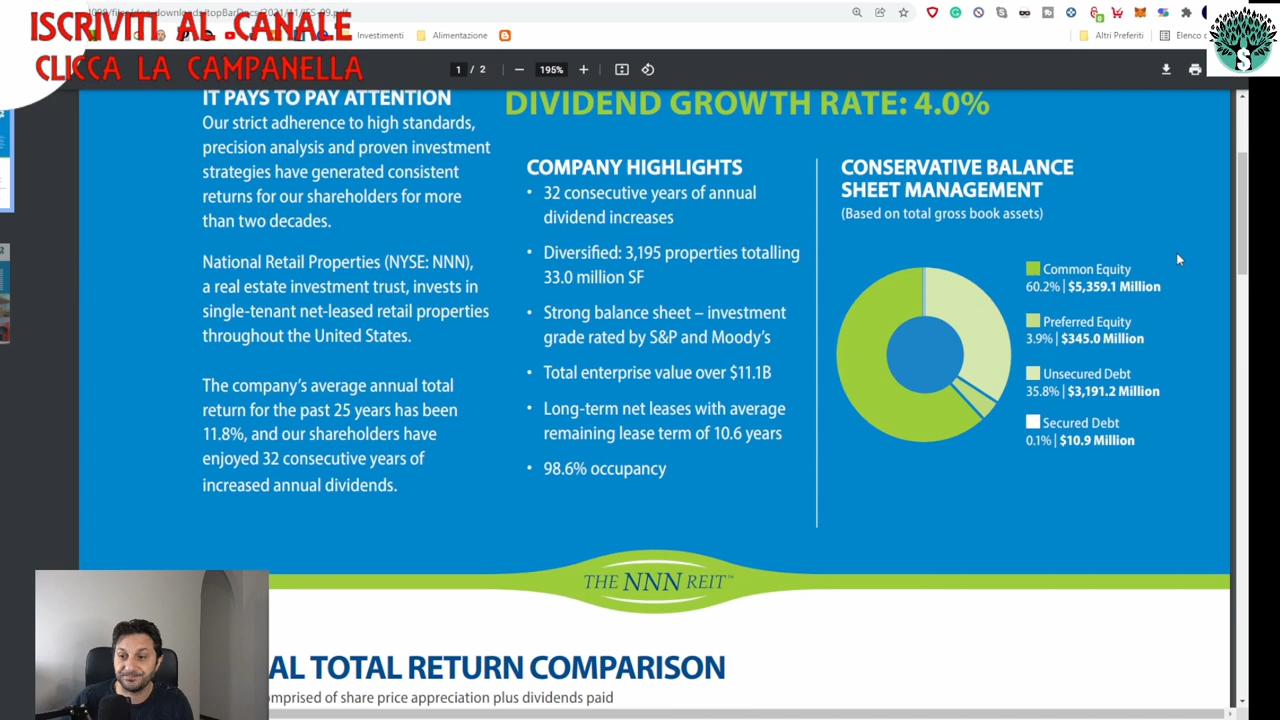 ISCRIVITI AL CANALE
CLICCA LA CAMPANELLA
Investimenti
Alimentazione
Altri Preferiti
Elenco
1 / 2
195%
IT PAYS TO PAY ATTENTION
Our strict adherence to high standards,
precision analysis and proven investment
strategies have generated consistent
returns for our shareholders for more
than two decades.
National Retail Properties (NYSE: NNN),
a real estate investment trust, invests in
single-tenant net-leased retail properties
throughout the United States.
The company's average annual total
return for the past 25 years has been
11.8%, and our shareholders have
enjoyed 32 consecutive years of
increased annual dividends.
DIVIDEND GROWTH RATE: 4.0%
COMPANY HIGHLIGHTS
• 32 consecutive years of annual
dividend increases
• Diversified: 3,195 properties totalling
33.0 million SF
• Strong balance sheet – investment
grade rated by S&P and Moody's
• Total enterprise value over $11.1B
• Long-term net leases with average
remaining lease term of 10.6 years
• 98.6% occupancy
CONSERVATIVE BALANCE
SHEET MANAGEMENT
(Based on total gross book assets)
Common Equity
60.2% | $5,359.1 Million
Preferred Equity
3.9% | $345.0 Million
Unsecured Debt
35.8% | $3,191.2 Million
Secured Debt
0.1% | $10.9 Million
THE NNN REIT™
AL TOTAL RETURN COMPARISON
mprised of share price appreciation plus dividends paid